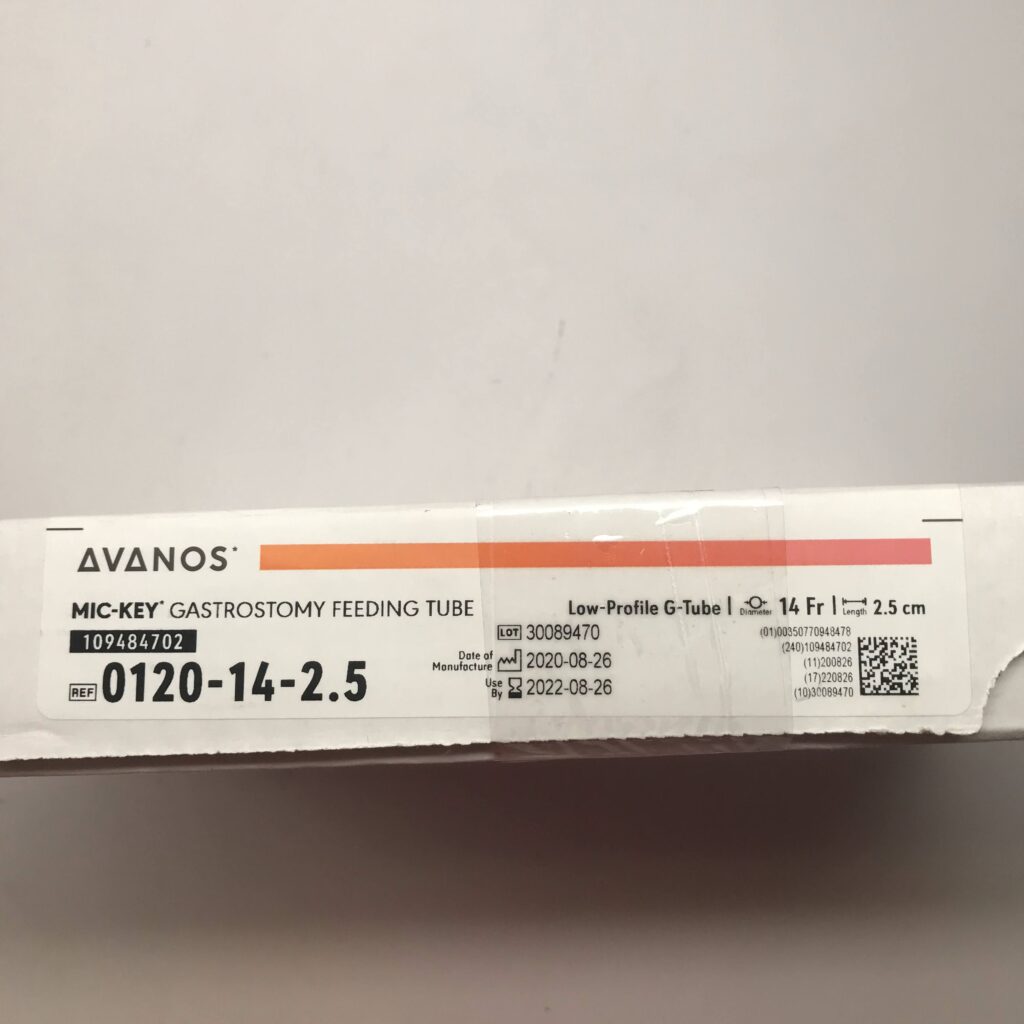 AVANOS*
MIC-KEY* GASTROSTOMY FEEDING TUBE
109484702
REF 0120-14-2.5
Low-Profile G-Tube | Diameter 14 Fr | Length 2.5 cm
LOT 30089470
Date of Manufacture 2020-08-26
Use By 2022-08-26
(01)00350770948478
(240)109484702
(11)200826
(17)220826
(10)30089470